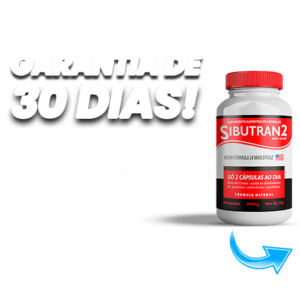 GARANTIA DE
30 DIAS!
SIBUTRAN2
NOVA FÓRMULA 2X MAIS EFICAZ
SÓ 2 CÁPSULAS AO DIA
FÓRMULA NATURAL